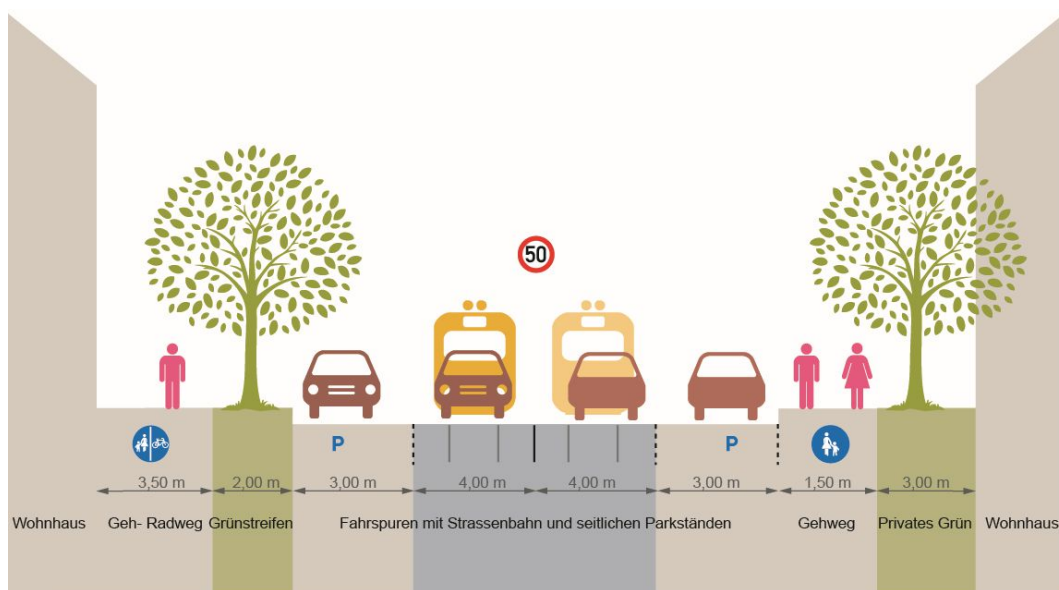 50
P
P
3,50 m
2,00 m
3,00 m
4,00 m
4,00 m
3,00 m
1,50 m
3,00 m
Wohnhaus
Geh- Radweg
Grünstreifen
Fahrspuren mit Strassenbahn und seitlichen Parkständen
Gehweg
Privates Grün
Wohnhaus